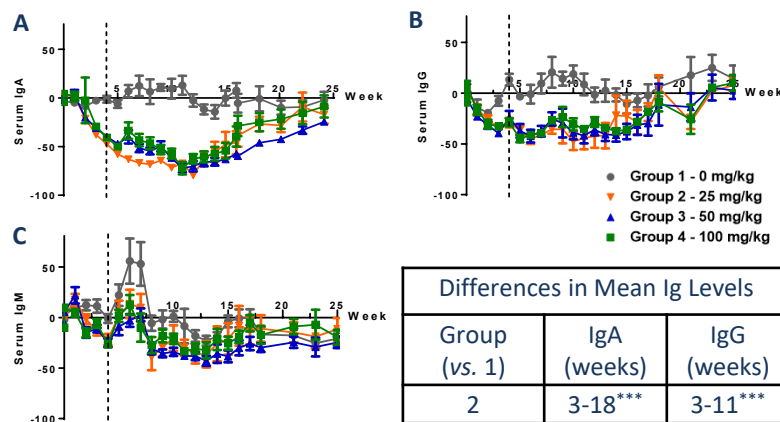 A
50
0
-50
-100
Serum IgA
5
10
15
20
25
Week
B
50
0
-50
-100
Serum IgG
5
10
15
20
25
Week
Group 1 - 0 mg/kg
Group 2 - 25 mg/kg
Group 3 - 50 mg/kg
Group 4 - 100 mg/kg
C
50
0
-50
-100
Serum IgM
5
10
15
20
25
Week
Differences in Mean Ig Levels
Group (vs. 1)
IgA (weeks)
IgG (weeks)
2
3-18***
3-11***